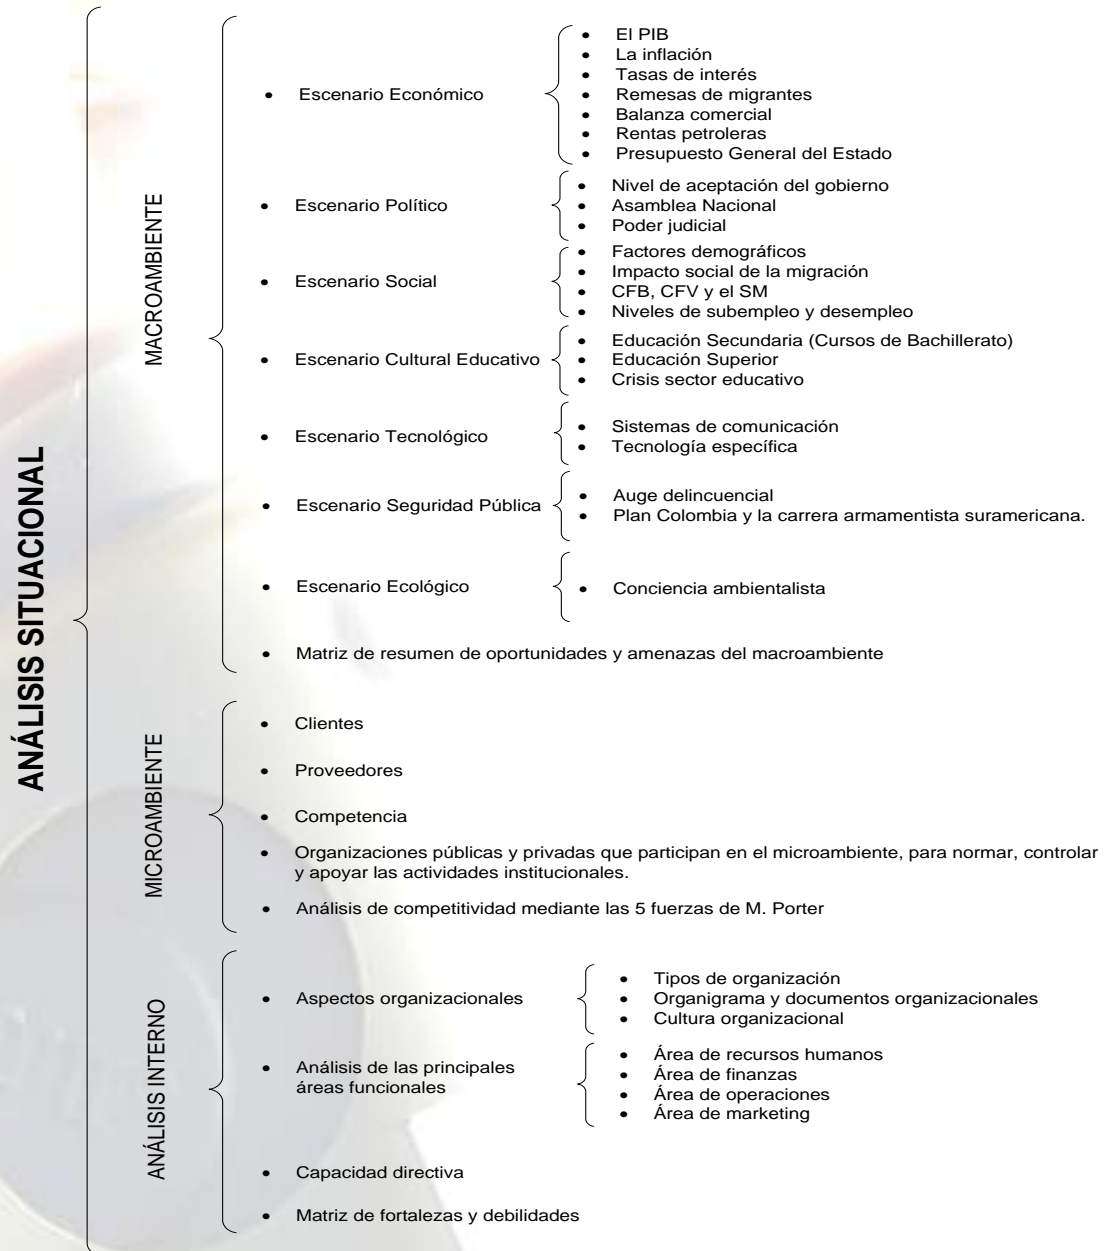 ANÁLISIS SITUACIONAL
MACROAMBIENTE
• Escenario Económico
• El PIB
• La inflación
• Tasas de interés
• Remesas de migrantes
• Balanza comercial
• Rentas petroleras
• Presupuesto General del Estado
• Escenario Político
• Nivel de aceptación del gobierno
• Asamblea Nacional
• Poder judicial
• Escenario Social
• Factores demográficos
• Impacto social de la migración
• CFB, CFV y el SM
• Niveles de subempleo y desempleo
• Escenario Cultural Educativo
• Educación Secundaria (Cursos de Bachillerato)
• Educación Superior
• Crisis sector educativo
• Escenario Tecnológico
• Sistemas de comunicación
• Tecnología específica
• Escenario Seguridad Pública
• Auge delincuencial
• Plan Colombia y la carrera armamentista suramericana.
• Escenario Ecológico
• Conciencia ambientalista
• Matriz de resumen de oportunidades y amenazas del macroambiente
MICROAMBIENTE
• Clientes
• Proveedores
• Competencia
• Organizaciones públicas y privadas que participan en el microambiente, para normar, controlar
y apoyar las actividades institucionales.
• Análisis de competitividad mediante las 5 fuerzas de M. Porter
ANÁLISIS INTERNO
• Aspectos organizacionales
• Tipos de organización
• Organigrama y documentos organizacionales
• Cultura organizacional
• Análisis de las principales
áreas funcionales
• Área de recursos humanos
• Área de finanzas
• Área de operaciones
• Área de marketing
• Capacidad directiva
• Matriz de fortalezas y debilidades